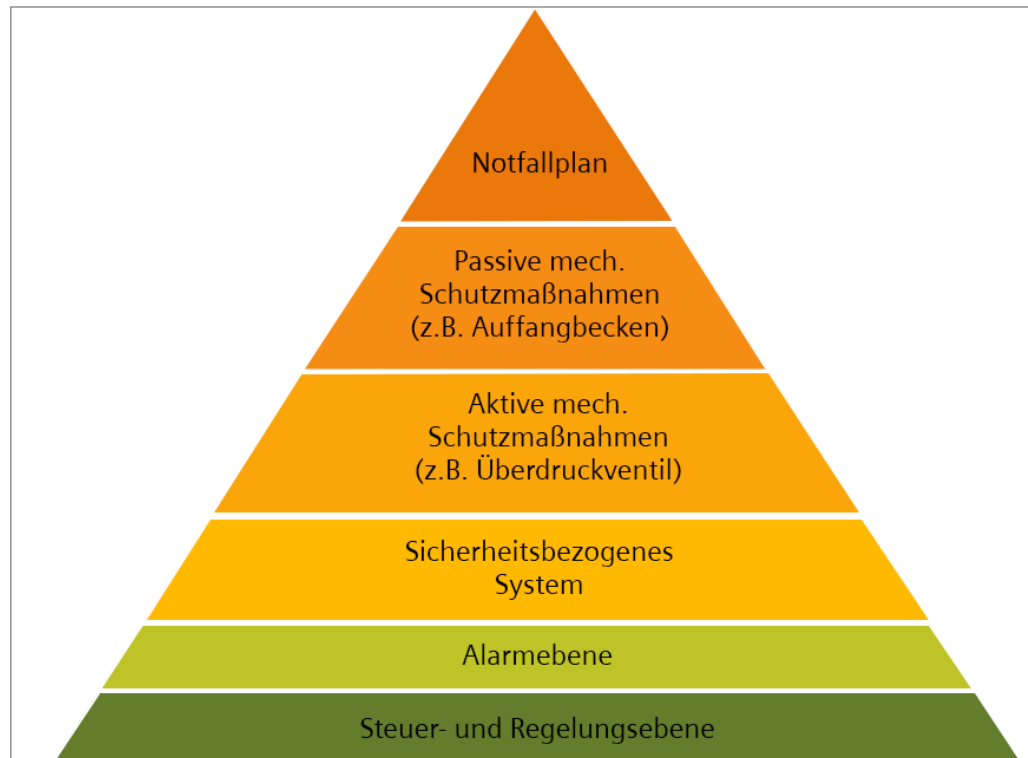 Notfallplan
Passive mech.
Schutzmaßnahmen
(z.B. Auffangbecken)
Aktive mech.
Schutzmaßnahmen
(z.B. Überdruckventil)
Sicherheitsbezogenes
System
Alarmebene
Steuer- und Regelungsebene